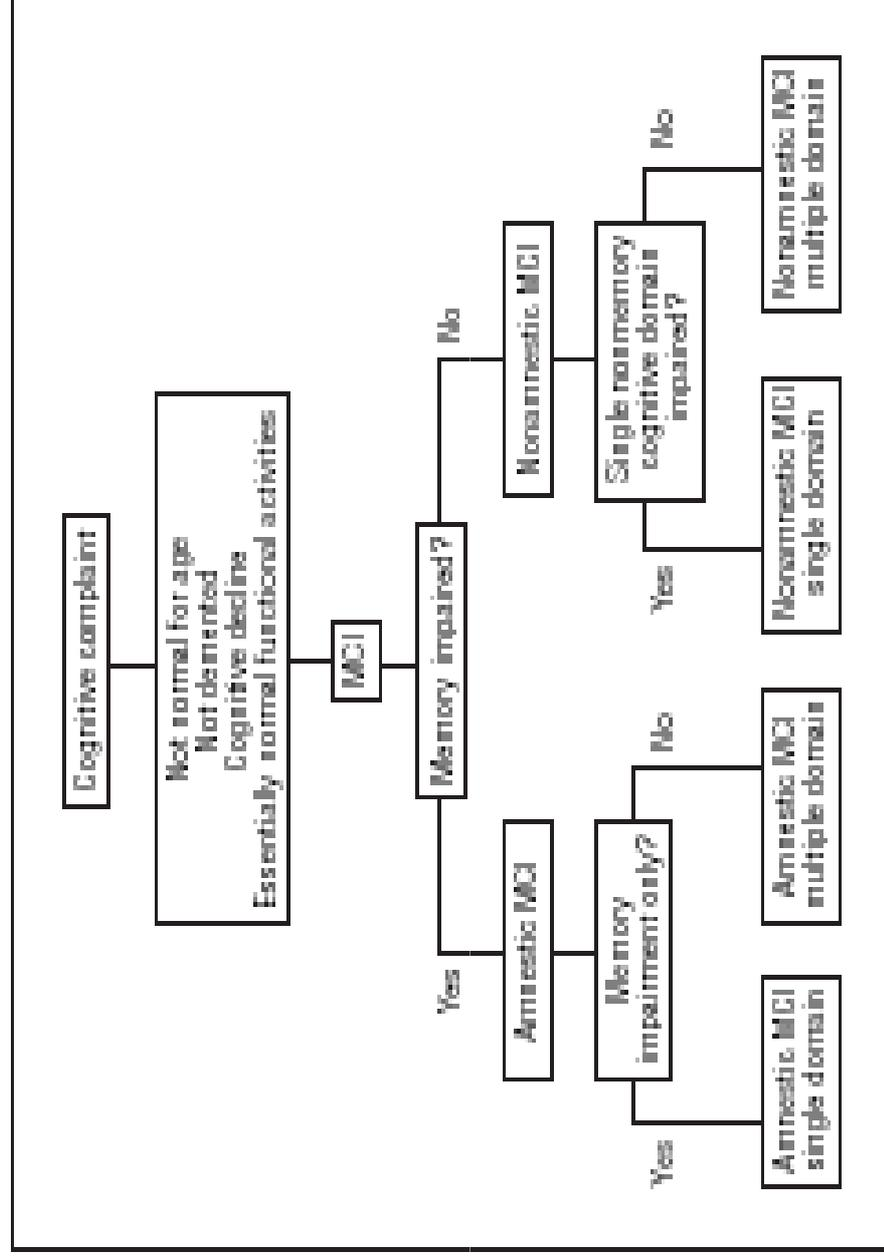 Cognitive complaint
Not normal for age
Not demented
Cognitive decline
Essentially normal functional activities
MCI
Memory impaired?
Yes
No
Amnestic MCI
Nonamnestic MCI
Memory
impairment only?
Single nonmemory
cognitive domain
impaired?
Yes
No
Yes
No
Amnestic MCI
single domain
Amnestic MCI
multiple domain
Nonamnestic MCI
single domain
Nonamnestic MCI
multiple domain